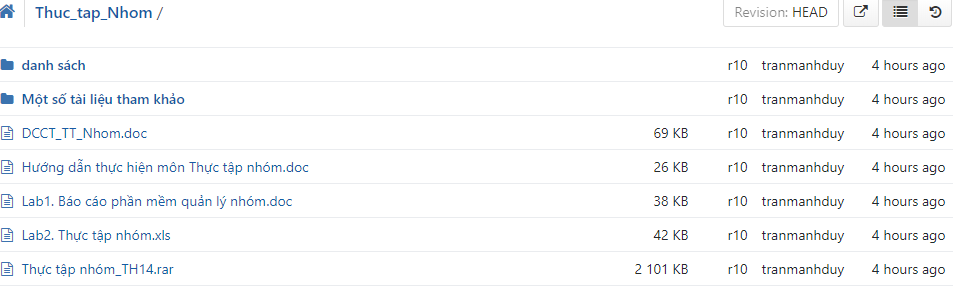 Thuc_tap_Nhom / Revision: HEAD
danh sách r10 tranmanhduy 4 hours ago
Một số tài liệu tham khảo r10 tranmanhduy 4 hours ago
DCCT_TT_Nhom.doc 69 KB r10 tranmanhduy 4 hours ago
Hướng dẫn thực hiện môn Thực tập nhóm.doc 26 KB r10 tranmanhduy 4 hours ago
Lab1. Báo cáo phần mềm quản lý nhóm.doc 38 KB r10 tranmanhduy 4 hours ago
Lab2. Thực tập nhóm.xls 42 KB r10 tranmanhduy 4 hours ago
Thực tập nhóm_TH14.rar 2 101 KB r10 tranmanhduy 4 hours ago